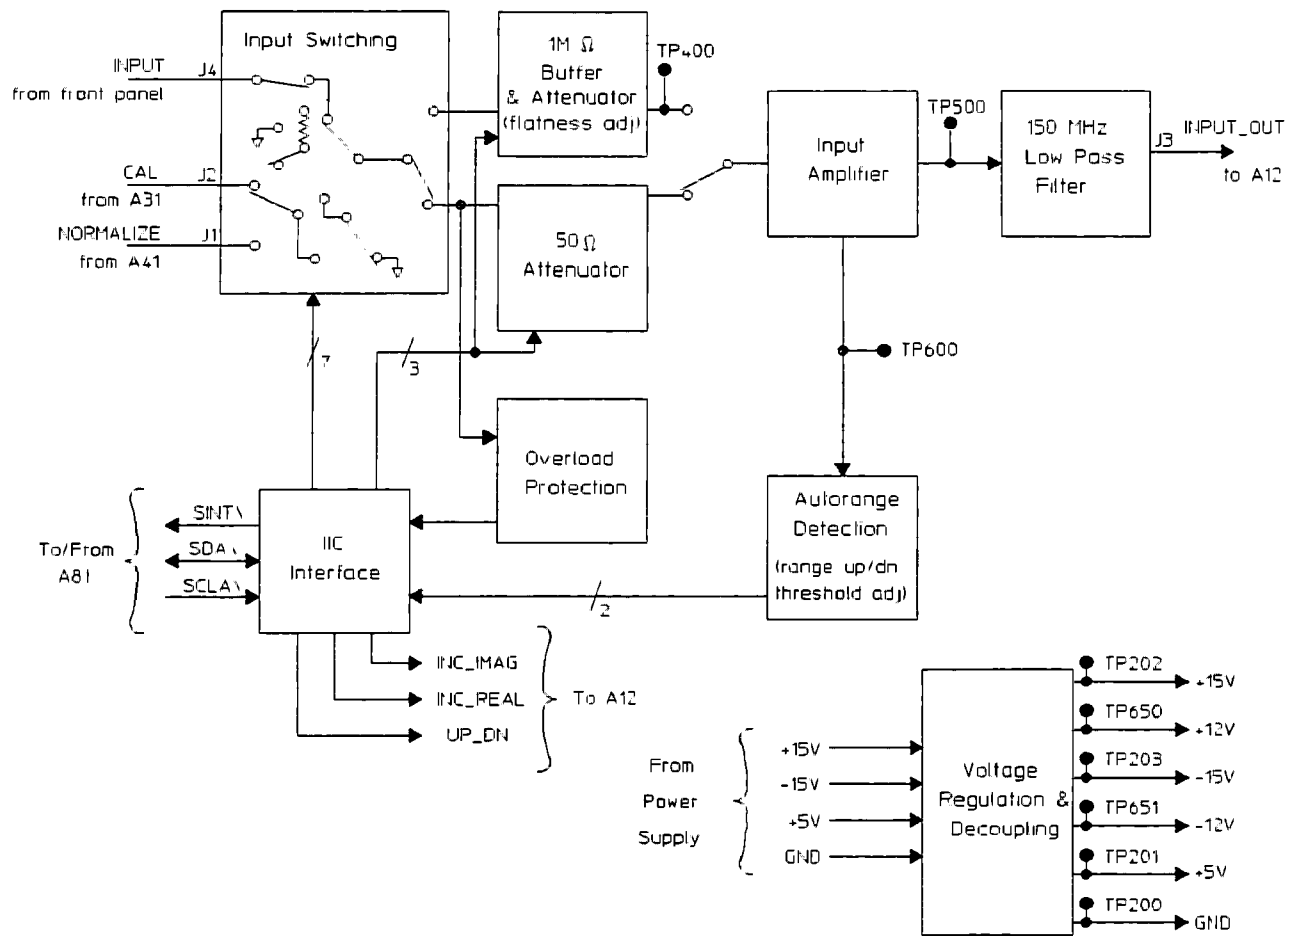 Input Switching
INPUT
from front panel
J4
CAL
from A31
J2
NORMALIZE
from A41
J1
1M Ω
Buffer
& Attenuator
(flatness adj)
TP400
50Ω
Attenuator
Input
Amplifier
TP500
150 MHz
Low Pass
Filter
J3
INPUT_OUT
to A12
TP600
7
3
Overload
Protection
Autorange
Detection
(range up/dn
threshold adj)
2
To/From
A81
SINT\
SDA\
SCLA\
IIC
Interface
INC_IMAG
INC_REAL
UP_DN
To A12
From
Power
Supply
+15V
-15V
+5V
GND
Voltage
Regulation &
Decoupling
TP202
+15V
TP650
+12V
TP203
-15V
TP651
-12V
TP201
+5V
TP200
GND